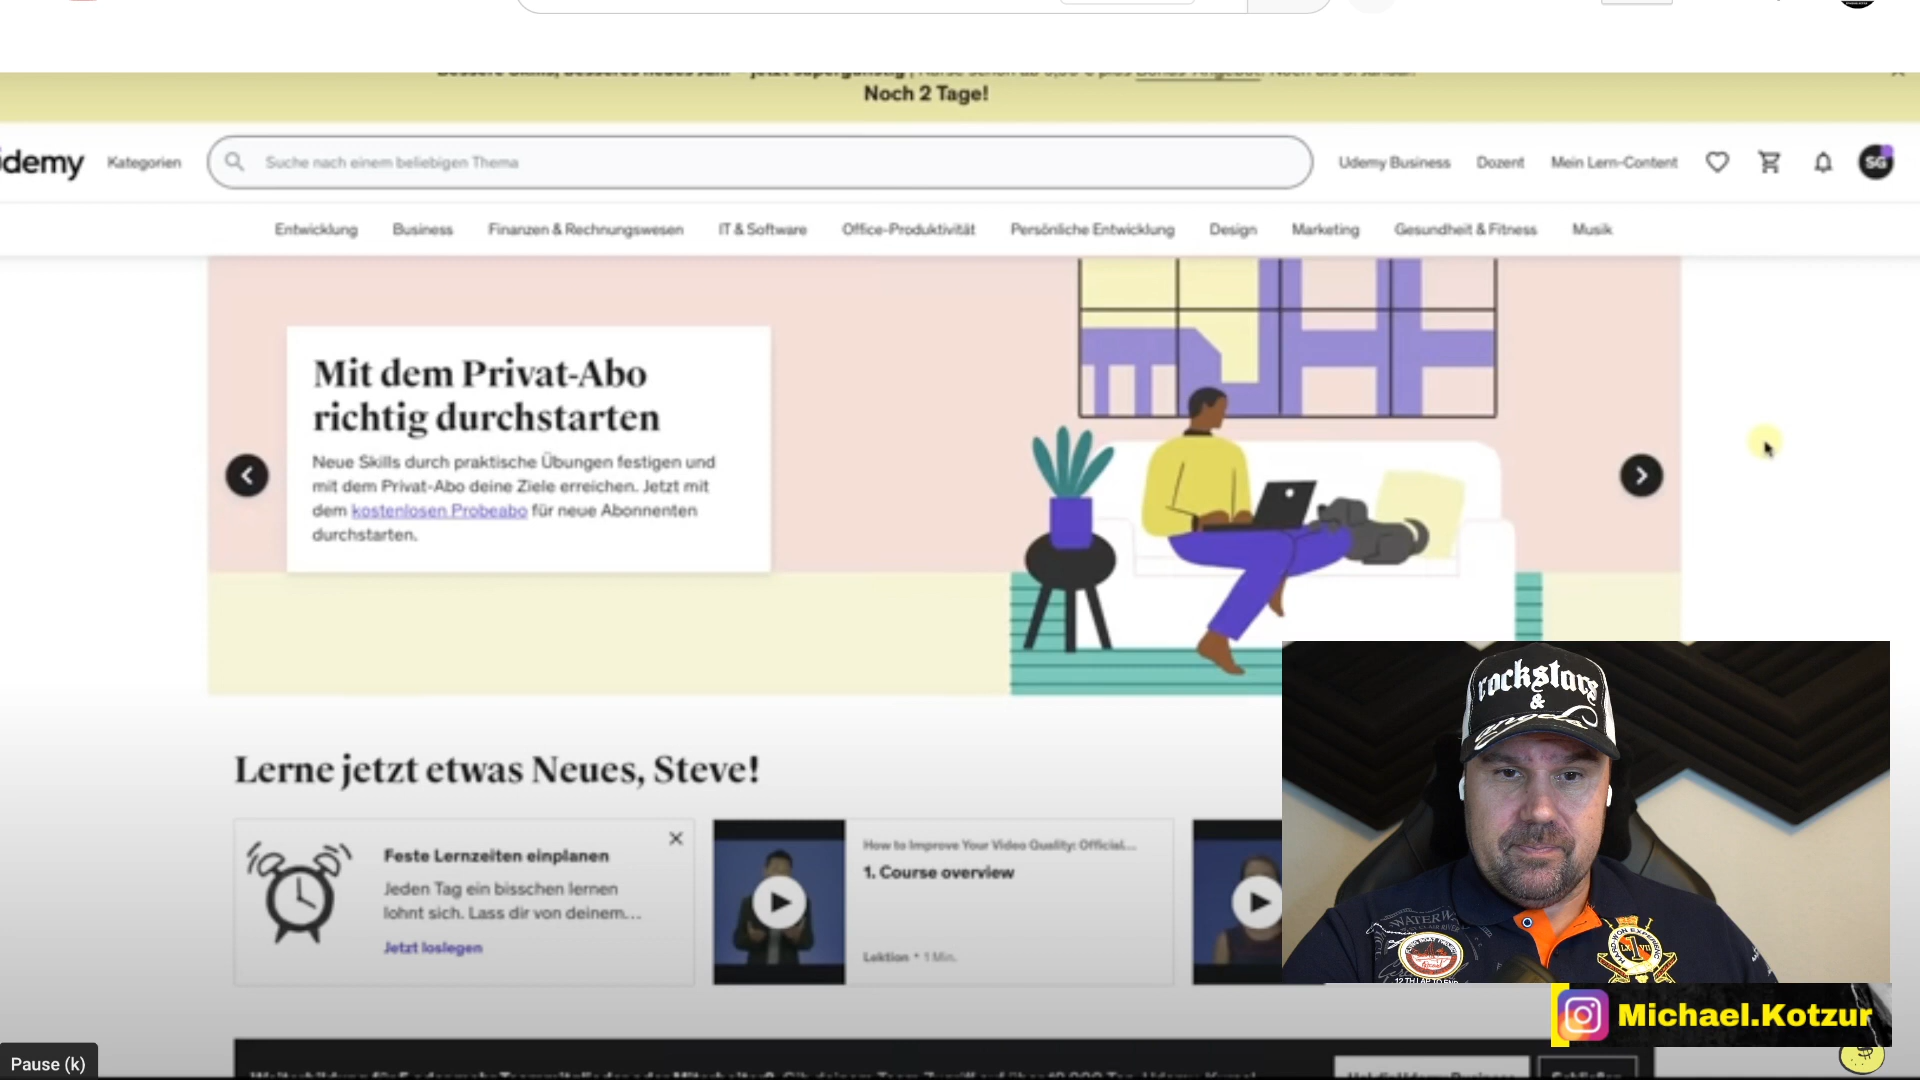 Noch 2 Tage!
Kategorien
Suche nach einem beliebigen Thema
Udemy Business
Dozent
Mein Lern-Content
SG
Entwicklung
Business
Finanzen & Rechnungswesen
IT & Software
Office-Produktivität
Persönliche Entwicklung
Design
Marketing
Gesundheit & Fitness
Musik
Mit dem Privat-Abo
richtig durchstarten
Neue Skills durch praktische Übungen festigen und
mit dem Privat-Abo deine Ziele erreichen. Jetzt mit
dem kostenlosen Probeabo für neue Abonnenten
durchstarten.
Lerne jetzt etwas Neues, Steve!
Feste Lernzeiten einplanen
Jeden Tag ein bisschen lernen
lohnt sich. Lass dir von deinem...
Jetzt loslegen
How to Improve Your Video Quality: Official...
1. Course overview
Lektion • 1 Min.
rockstars
&
angels
Michael.Kotzur
Pause (k)